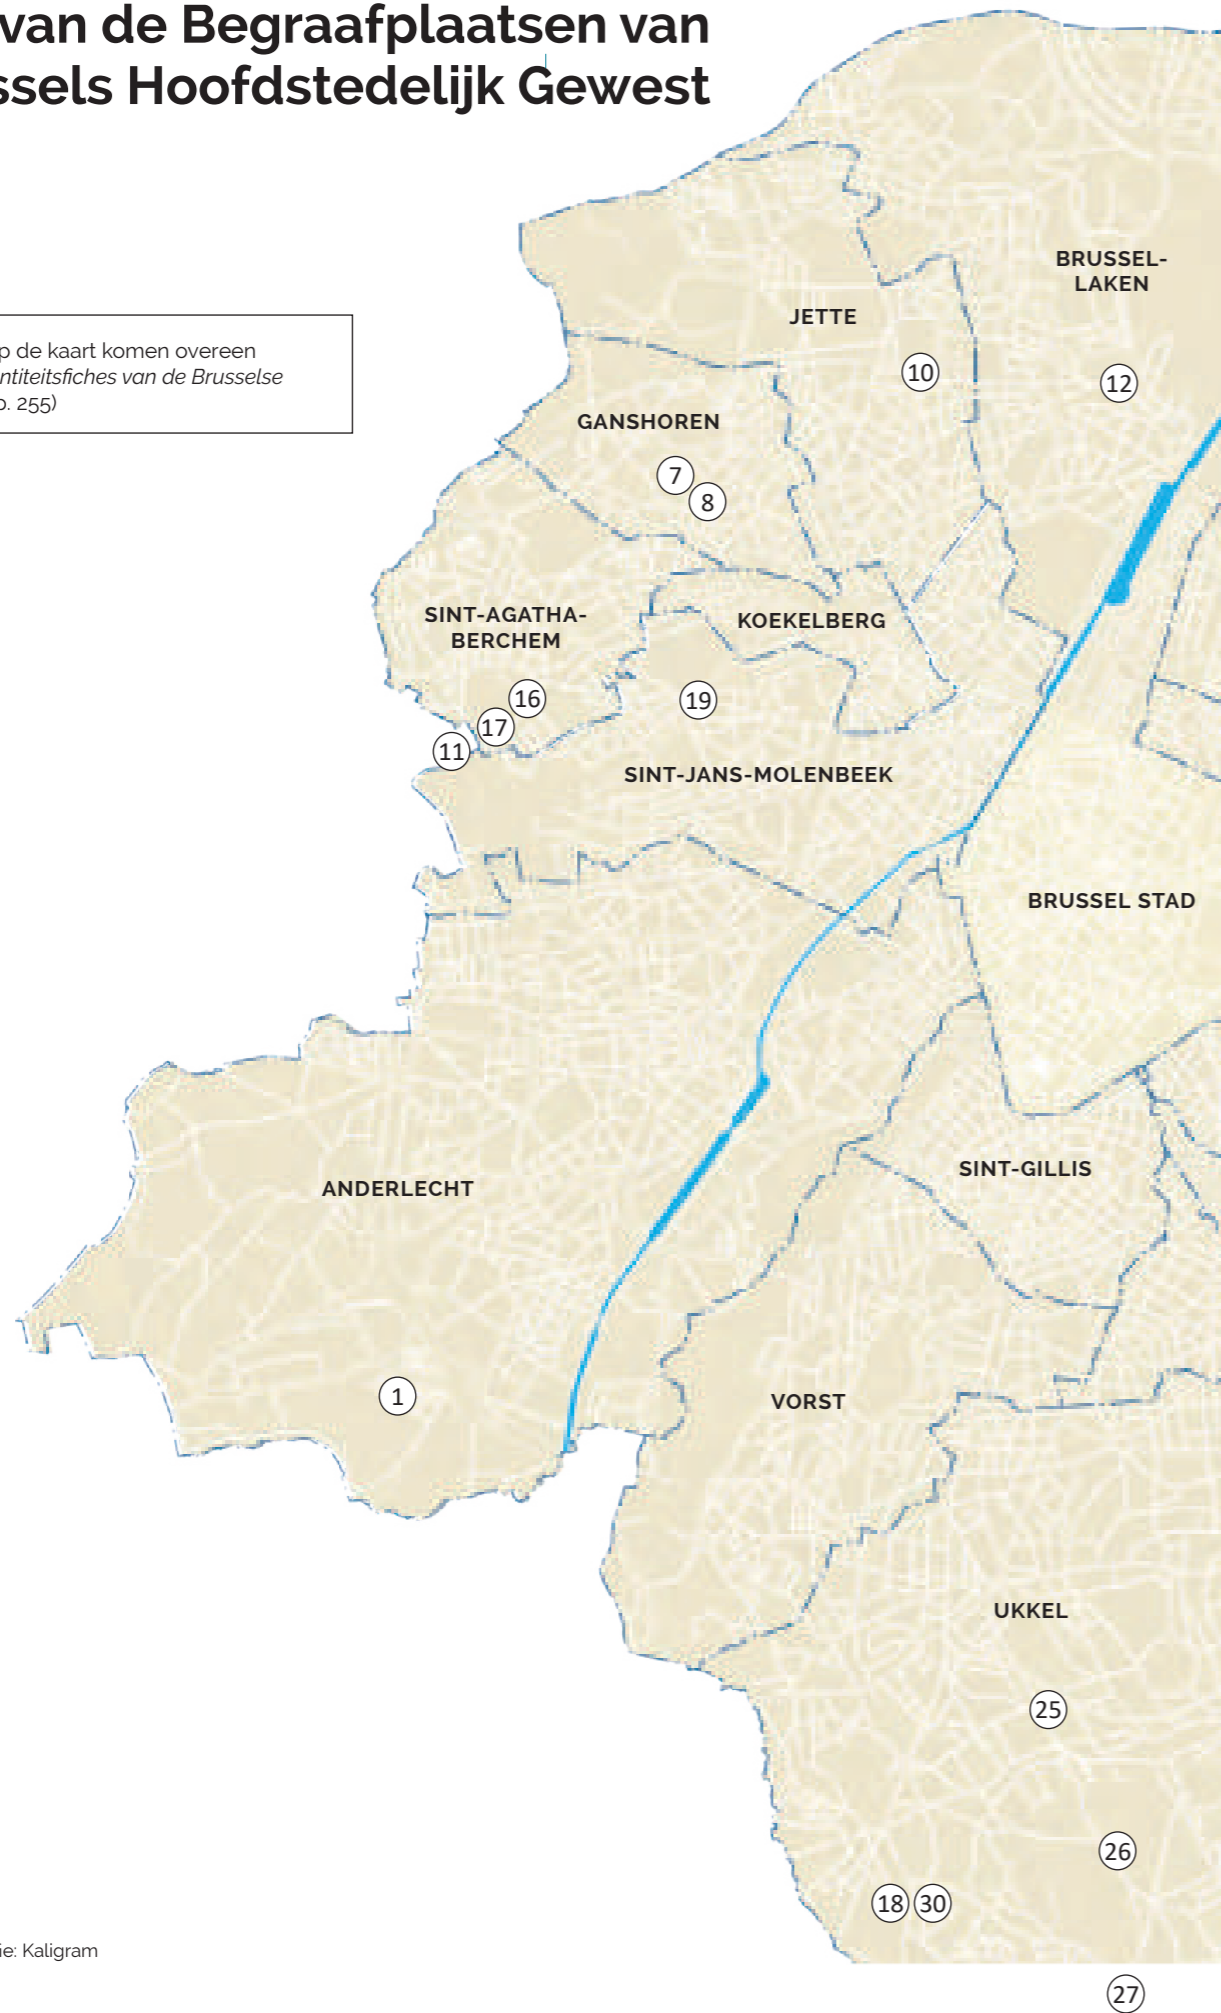 van de Begraafplaatsen van
ssels Hoofdstedelijk Gewest
p de kaart komen overeen
ntiteitsfiches van de Brusselse
p. 255)
BRUSSEL-
LAKEN
JETTE
10
12
GANSHOREN
7
8
SINT-AGATHA-
BERCHEM
KOEKELBERG
16
19
17
11
SINT-JANS-MOLENBEEK
BRUSSEL STAD
SINT-GILLIS
ANDERLECHT
1
VORST
UKKEL
25
26
18
30
ie: Kaligram
27